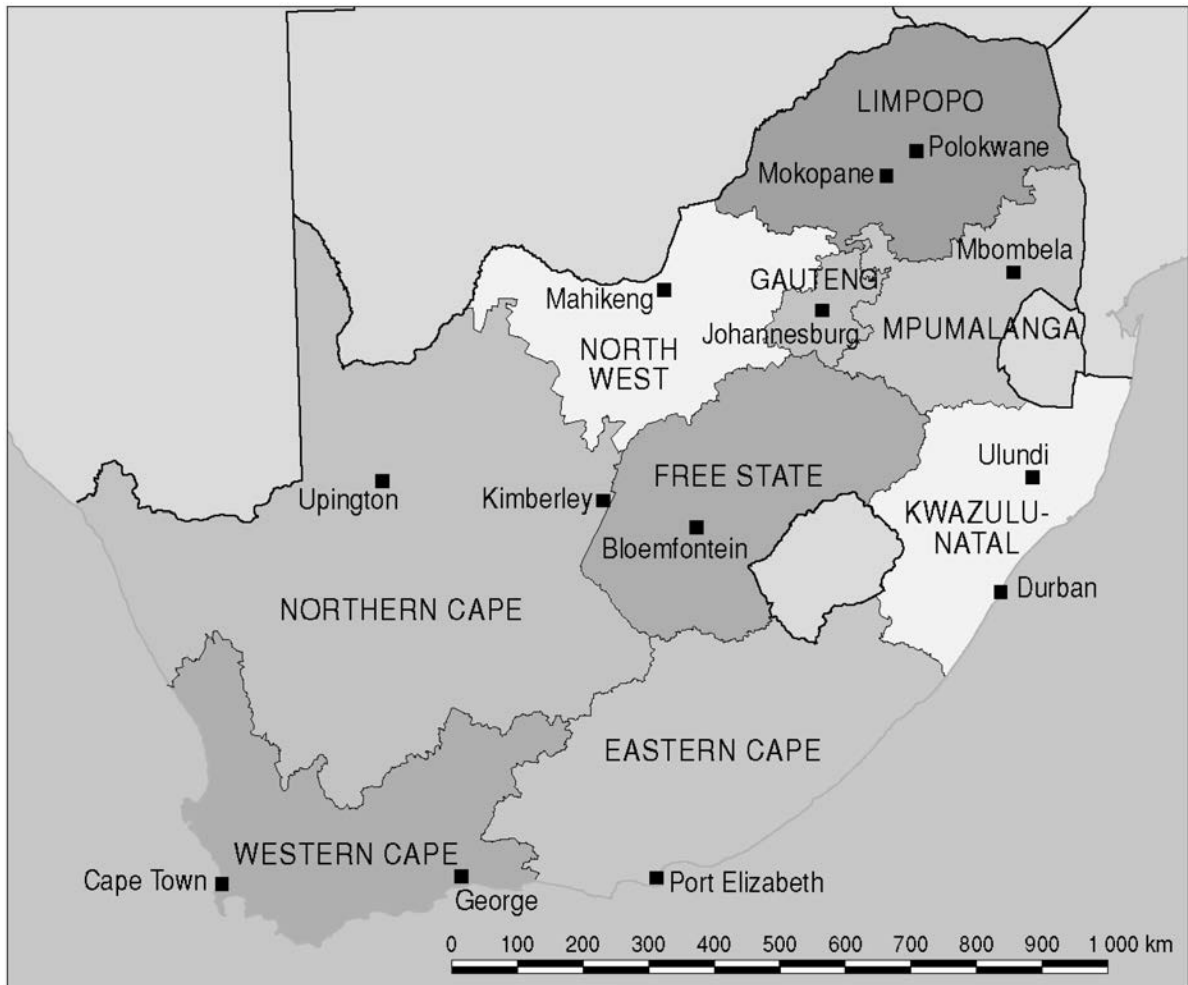 LIMPOPO
Polokwane
Mokopane
Mbombela
GAUTENG
Mahikeng
Johannesburg
MPUMALANGA
NORTH
WEST
Ulundi
FREE STATE
Upington
Kimberley
KWAZULU-
NATAL
Bloemfontein
Durban
NORTHERN CAPE
EASTERN CAPE
WESTERN CAPE
Cape Town
George
Port Elizabeth
0 100 200 300 400 500 600 700 800 900 1 000 km